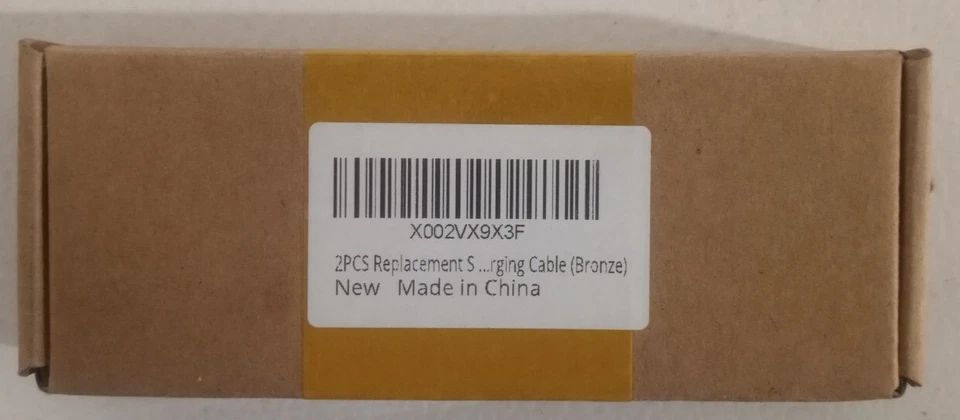 X002VX9X3F
2PCS Replacement S ...rging Cable (Bronze)
New Made in China